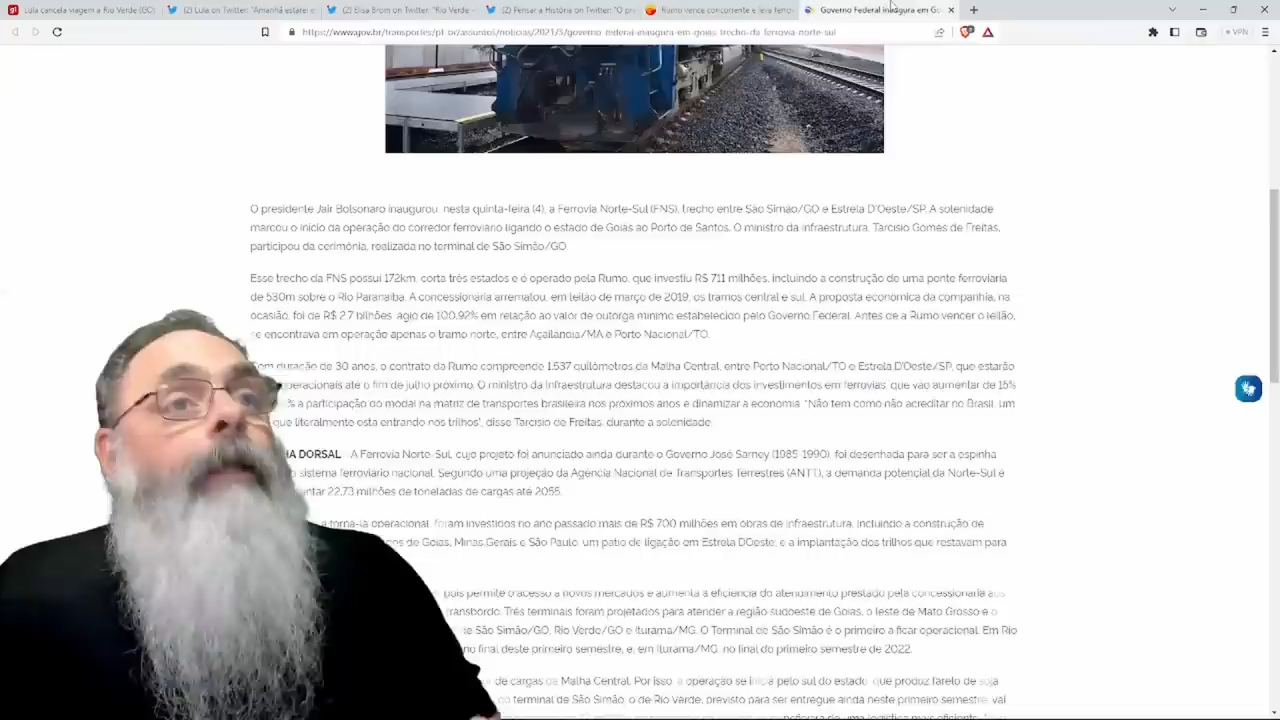 Lula cancela viagem a Rio Verde (GO)
(2) Lula on Twitter: "Amanhã estarei e
(2) Elisa Brom on Twitter: "Rio Verde -
(2) Pensar a História on Twitter: "O pri
Rumo vence concorrente e leva ferrov
Governo Federal inaugura em Go
https://www.gov.br/transportes/pt-br/assuntos/noticias/2021/3/governo-federal-inaugura-em-goias-trecho-da-ferrovia-norte-sul
VPN
O presidente Jair Bolsonaro inaugurou, nesta quinta-feira (4), a Ferrovia Norte-Sul (FNS), trecho entre São Simão/GO e Estrela D'Oeste/SP. A solenidade
marcou o início da operação do corredor ferroviário ligando o estado de Goiás ao Porto de Santos. O ministro da Infraestrutura, Tarcísio Gomes de Freitas,
participou da cerimônia, realizada no terminal de São Simão/GO.
Esse trecho da FNS possui 172km, corta três estados e é operado pela Rumo, que investiu R$ 711 milhões, incluindo a construção de uma ponte ferroviária
de 530m sobre o Rio Paranaíba. A concessionária arrematou, em leilão de março de 2019, os tramos central e sul. A proposta econômica da companhia, na
ocasião, foi de R$ 2,7 bilhões, ágio de 100,92% em relação ao valor de outorga mínimo estabelecido pelo Governo Federal. Antes de a Rumo vencer o leilão,
se encontrava em operação apenas o tramo norte, entre Açailândia/MA e Porto Nacional/TO.
om duração de 30 anos, o contrato da Rumo compreende 1.537 quilômetros da Malha Central, entre Porto Nacional/TO e Estrela D'Oeste/SP, que estarão
operacionais até o fim de julho próximo. O ministro da Infraestrutura destacou a importância dos investimentos em ferrovias, que vão aumentar de 15%
% a participação do modal na matriz de transportes brasileira nos próximos anos e dinamizar a economia. "Não tem como não acreditar no Brasil, um
que literalmente está entrando nos trilhos", disse Tarcísio de Freitas, durante a solenidade.
HA DORSAL - A Ferrovia Norte-Sul, cujo projeto foi anunciado ainda durante o Governo José Sarney (1985-1990), foi desenhada para ser a espinha
sistema ferroviário nacional. Segundo uma projeção da Agência Nacional de Transportes Terrestres (ANTT), a demanda potencial da Norte-Sul é
ntar 22,73 milhões de toneladas de cargas até 2055.
a torná-la operacional, foram investidos no ano passado mais de R$ 700 milhões em obras de infraestrutura, incluindo a construção de
de Goiás, Minas Gerais e São Paulo, um pátio de ligação em Estrela DOeste, e a implantação dos trilhos que restavam para
pois permite o acesso a novos mercados e aumenta a eficiência do atendimento prestado pela concessionária aos
ransbordo. Três terminais foram projetados para atender a região sudoeste de Goiás, o leste de Mato Grosso e o
e São Simão/GO, Rio Verde/GO e Iturama/MG. O Terminal de São Simão é o primeiro a ficar operacional. Em Rio
no final deste primeiro semestre, e, em Iturama/MG, no final do primeiro semestre de 2022.
or de cargas da Malha Central. Por isso, a operação se inicia pelo sul do estado, que produz farelo de soja
terminal de São Simão, o de Rio Verde, previsto para ser entregue ainda neste primeiro semestre, vai